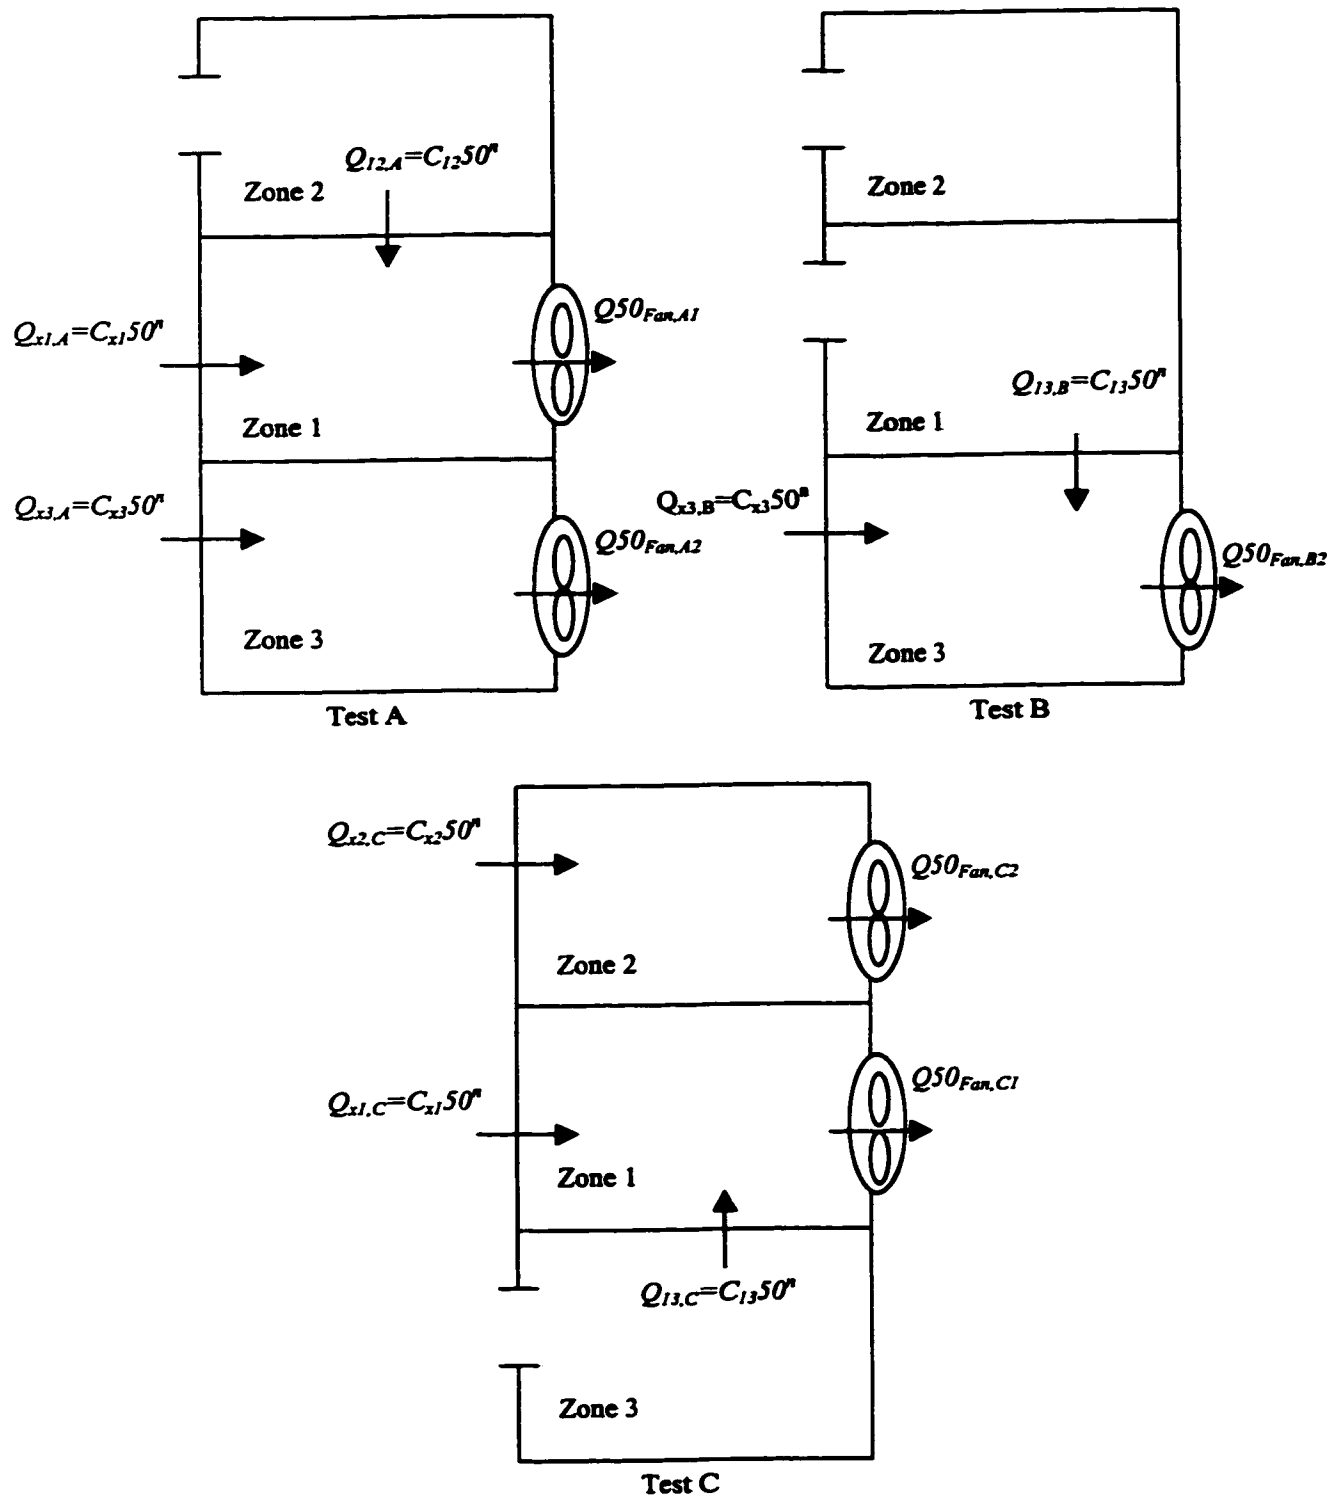 Q12,A=C1250ⁿ
Zone 2
Q50Fan,A1
Qx1,A=Cx150ⁿ
Zone 1
Qx3,A=Cx350ⁿ
Q50Fan,A2
Zone 3
Test A
Zone 2
Q13,B=C1350ⁿ
Zone 1
Qx3,B=Cx350ⁿ
Q50Fan,B2
Zone 3
Test B
Qx2,C=Cx250ⁿ
Q50Fan,C2
Zone 2
Q50Fan,C1
Qx1,C=Cx150ⁿ
Zone 1
Q13,C=C1350ⁿ
Zone 3
Test C